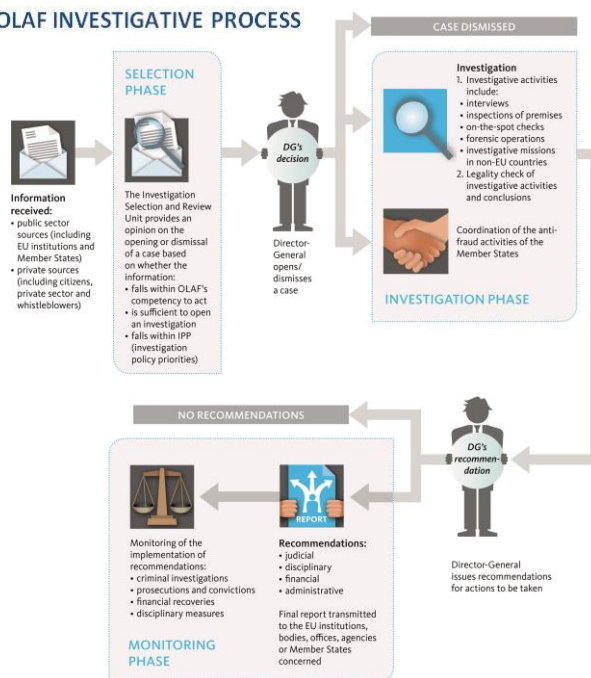 OLAF INVESTIGATIVE PROCESS
CASE DISMISSED
SELECTION
PHASE
Information
received:
• public sector
sources (including
EU institutions and
Member States)
• private sources
(including citizens,
private sector and
whistleblowers)
The Investigation
Selection and Review
Unit provides an
opinion on the
opening or dismissal
of a case based
on whether the
information:
• falls within OLAF's
competency to act
• is sufficient to open
an investigation
• falls within IPP
(investigation
policy priorities)
DG's
decision
Director-
General
opens/
dismisses
a case
Investigation
1. Investigative activities
include:
• interviews
• inspections of premises
• on-the-spot checks
• forensic operations
• investigative missions
in non-EU countries
2. Legality check of
investigative activities
and conclusions
Coordination of the anti-
fraud activities of the
Member States
INVESTIGATION PHASE
NO RECOMMENDATIONS
DG's
recommen-
dation
Director-General
issues recommendations
for actions to be taken
REPORT
Recommendations:
• judicial
• disciplinary
• financial
• administrative
Final report transmitted
to the EU institutions,
bodies, offices, agencies
or Member States
concerned
Monitoring of the
implementation of
recommendations:
• criminal investigations
• prosecutions and convictions
• financial recoveries
• disciplinary measures
MONITORING
PHASE